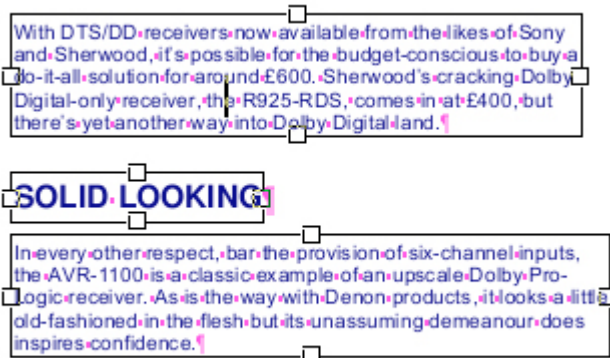 With DTS/DD receivers now available from the likes of Sony
and Sherwood, it's possible for the budget-conscious to buy a
do-it-all solution for around £600. Sherwood's cracking Dolby
Digital-only receiver, the R925-RDS, comes in at £400, but
there's yet another way into Dolby Digital land.¶
SOLID LOOKING¶
In every other respect, bar the provision of six-channel inputs,
the AVR-1100 is a classic example of an upscale Dolby Pro-
Logic receiver. As is the way with Denon products, it looks a little
old-fashioned in the flesh but its unassuming demeanour does
inspires confidence.¶